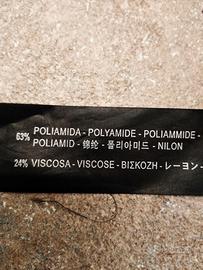 63% POLIAMIDA - POLYAMIDE - POLIAMMIDE -
POLIAMID - 锦纶 - 폴리아미드 - NILON
24% VISCOSA - VISCOSE - ΒΙΣΚΟΖΗ - レーヨン -